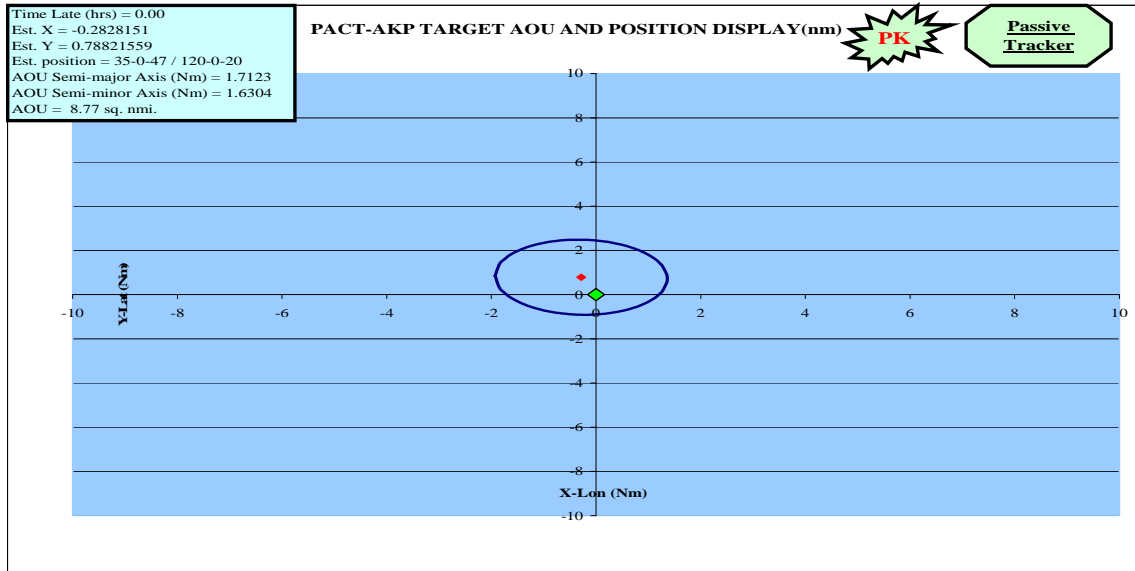 Time Late (hrs) = 0.00
Est. X = -0.2828151
Est. Y = 0.78821559
Est. position = 35-0-47 / 120-0-20
AOU Semi-major Axis (Nm) = 1.7123
AOU Semi-minor Axis (Nm) = 1.6304
AOU =  8.77 sq. nmi.
PACT-AKP TARGET AOU AND POSITION DISPLAY(nm)
PK
Passive
Tracker
10
8
6
4
2
0
-2
-4
-6
-8
-10
-10
-8
-6
-4
-2
0
2
4
6
8
10
Y-Lat (Nm)
X-Lon (Nm)